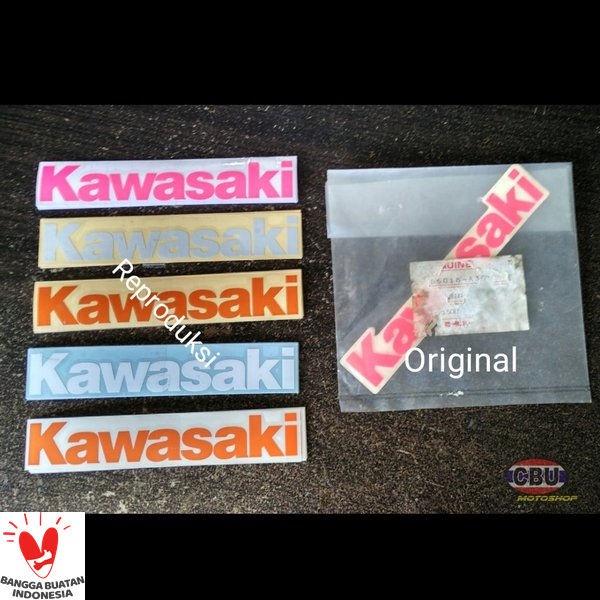 Kawasaki
Kawasaki
Kawasaki
Kawasaki
Kawasaki
Reproduksi
Kawasaki
Original
CBU
MOTOSHOP
BANGGA BUATAN
INDONESIA